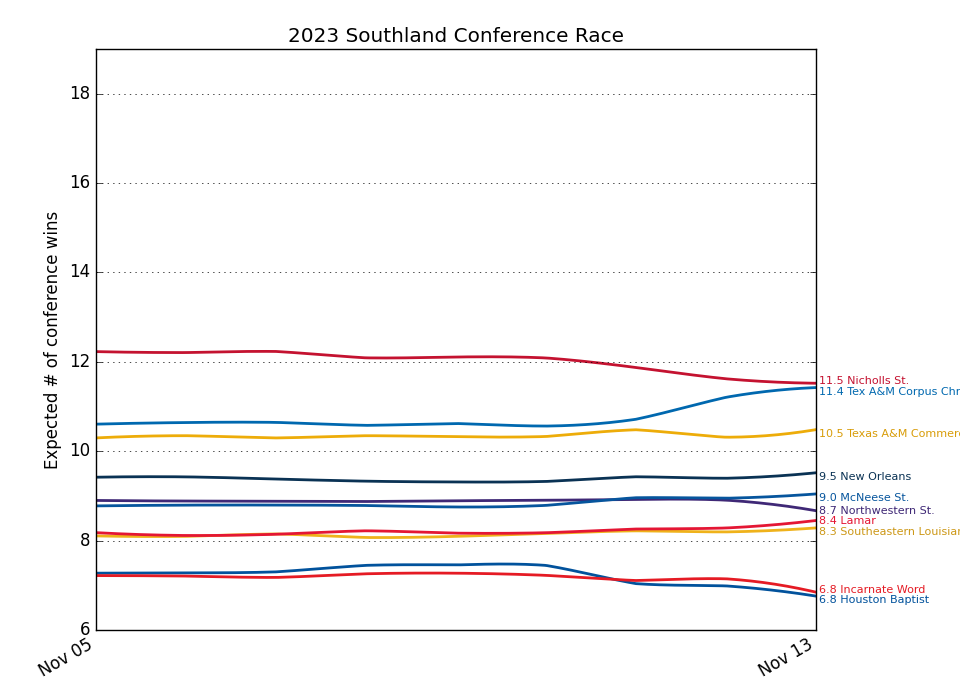 2023 Southland Conference Race
Expected # of conference wins
18
16
14
12
10
8
6
Nov 05
Nov 13
11.5 Nicholls St.
11.4 Tex A&M Corpus Chr
10.5 Texas A&M Commer
9.5 New Orleans
9.0 McNeese St.
8.7 Northwestern St.
8.4 Lamar
8.3 Southeastern Louisia
6.8 Incarnate Word
6.8 Houston Baptist